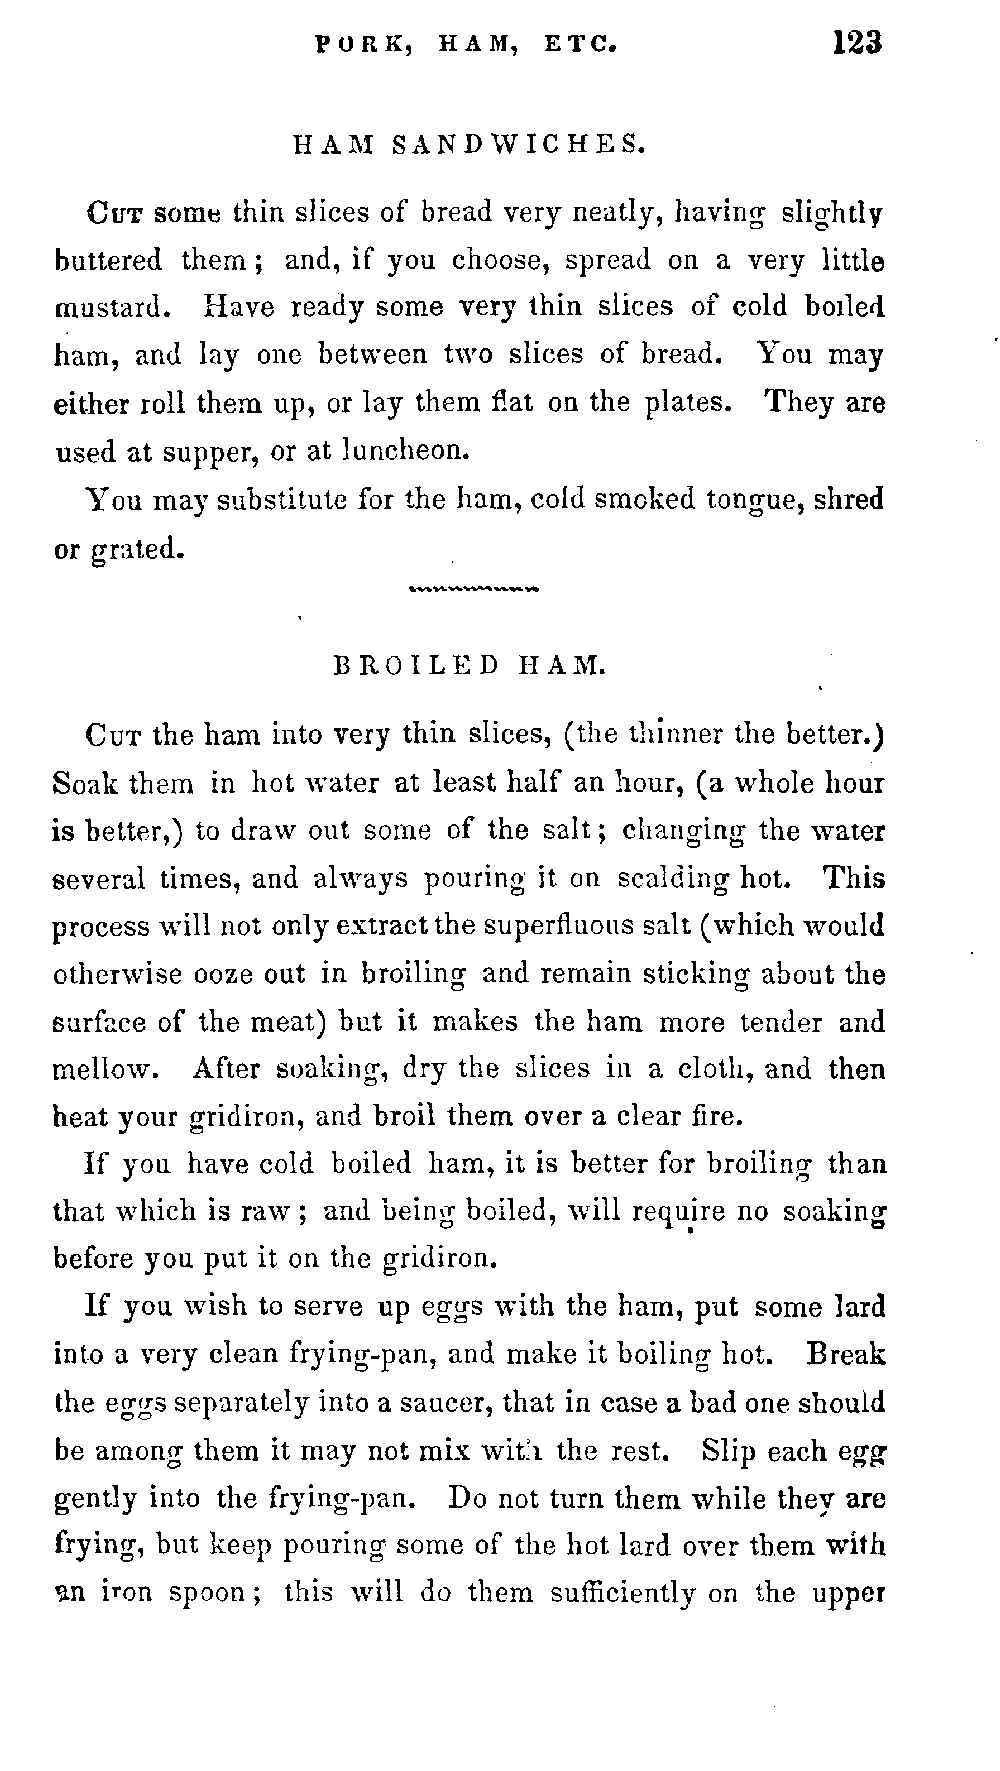 PORK, HAM, ETC. 123
HAM SANDWICHES.
CUT some thin slices of bread very neatly, having slightly
buttered them; and, if you choose, spread on a very little
mustard. Have ready some very thin slices of cold boiled
ham, and lay one between two slices of bread. You may
either roll them up, or lay them flat on the plates. They are
used at supper, or at luncheon.
You may substitute for the ham, cold smoked tongue, shred
or grated.
BROILED HAM.
CUT the ham into very thin slices, (the thinner the better.)
Soak them in hot water at least half an hour, (a whole hour
is better,) to draw out some of the salt; changing the water
several times, and always pouring it on scalding hot. This
process will not only extract the superfluous salt (which would
otherwise ooze out in broiling and remain sticking about the
surface of the meat) but it makes the ham more tender and
mellow. After soaking, dry the slices in a cloth, and then
heat your gridiron, and broil them over a clear fire.
If you have cold boiled ham, it is better for broiling than
that which is raw; and being boiled, will require no soaking
before you put it on the gridiron.
If you wish to serve up eggs with the ham, put some lard
into a very clean frying-pan, and make it boiling hot. Break
the eggs separately into a saucer, that in case a bad one should
be among them it may not mix with the rest. Slip each egg
gently into the frying-pan. Do not turn them while they are
frying, but keep pouring some of the hot lard over them with
an iron spoon; this will do them sufficiently on the upper